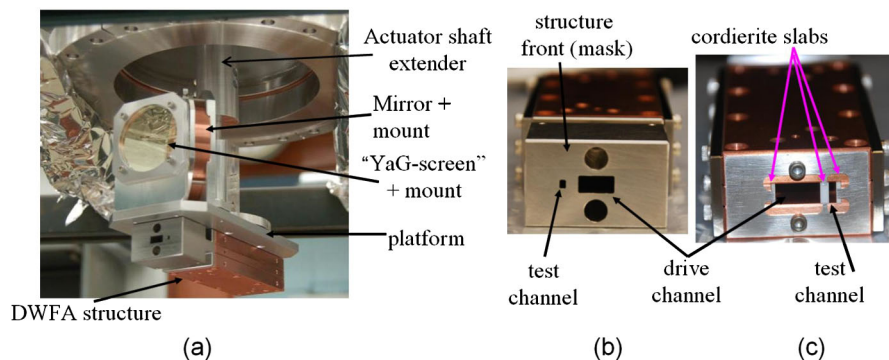 Actuator shaft
extender
Mirror +
mount
“YaG-screen”
+ mount
platform
DWFA structure
(a)
structure
front (mask)
test
channel
drive
channel
(b)
cordierite slabs
test
channel
(c)